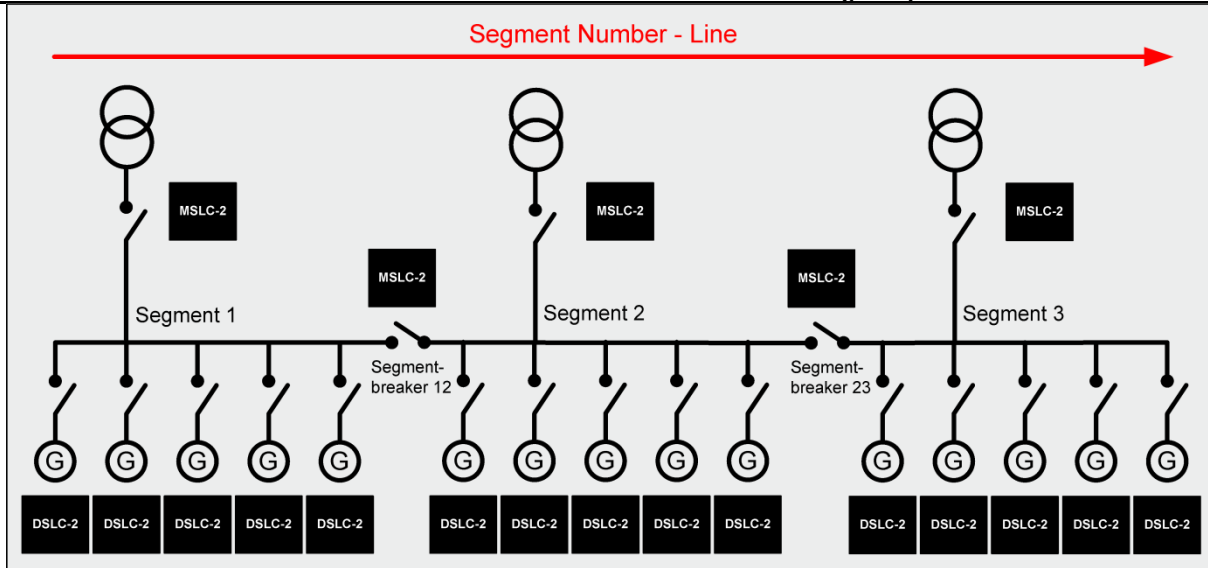 Segment Number - Line
MSLC-2
MSLC-2
MSLC-2
MSLC-2
MSLC-2
Segment 1
Segment 2
Segment 3
Segment-
breaker 12
Segment-
breaker 23
G G G G G G G G G G G G G G G
DSLC-2 DSLC-2 DSLC-2 DSLC-2 DSLC-2 DSLC-2 DSLC-2 DSLC-2 DSLC-2 DSLC-2 DSLC-2 DSLC-2 DSLC-2 DSLC-2 DSLC-2